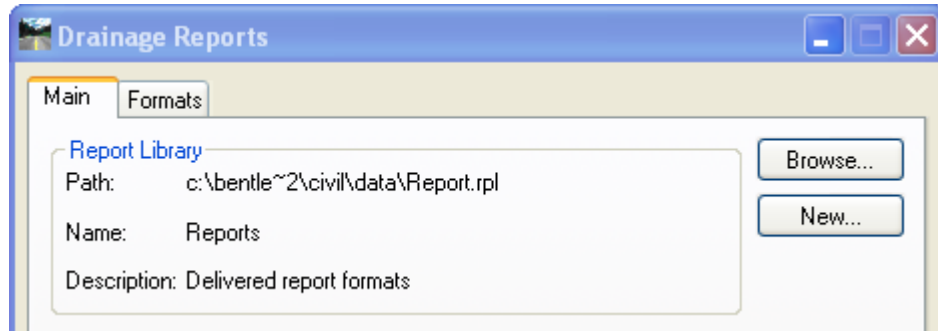 Drainage Reports
Main Formats
Report Library
Path: c:\bentle~2\civil\data\Report.rpl
Browse...
Name: Reports
New...
Description: Delivered report formats